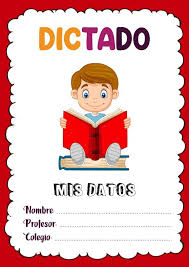 DICTADO
MIS DATOS
Nombre
Profesor
Colegio